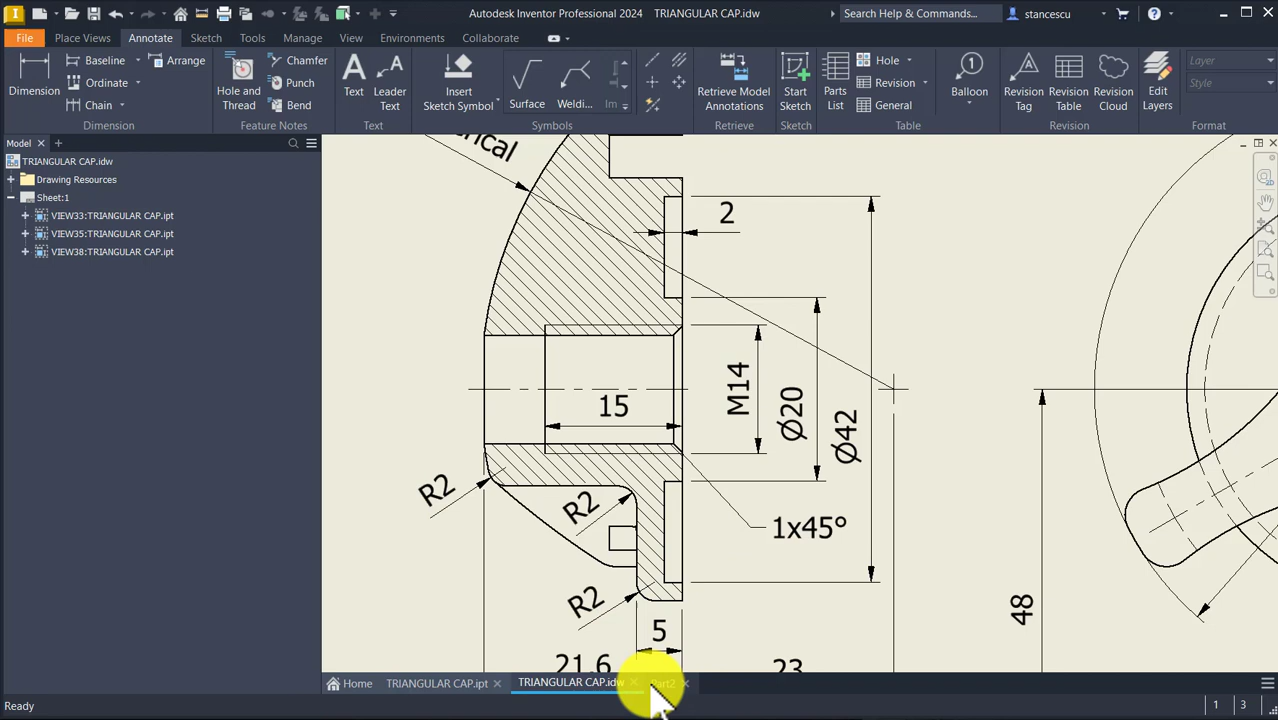 Autodesk Inventor Professional 2024 TRIANGULAR CAP.idw
Search Help & Commands...
stancescu
File Place Views Annotate Sketch Tools Manage View Environments Collaborate
Dimension
Baseline
Ordinate
Chain
Arrange
Dimension
Hole and Thread
Chamfer
Punch
Bend
Feature Notes
Text
Leader Text
Text
Insert Sketch Symbol
Surface
Weldi...
Im
Symbols
Retrieve Model Annotations
Retrieve
Start Sketch
Sketch
Parts List
Hole
Revision
General
Table
Balloon
1
Revision Tag
Revision Table
Revision Cloud
Revision
Edit Layers
Layer
Style
Format
Model
TRIANGULAR CAP.idw
Drawing Resources
Sheet:1
VIEW33:TRIANGULAR CAP.ipt
VIEW35:TRIANGULAR CAP.ipt
VIEW38:TRIANGULAR CAP.ipt
2
15
M14
Ø20
Ø42
R2
R2
1x45°
R2
5
48
21.6
23
Home TRIANGULAR CAP.ipt TRIANGULAR CAP.idw Part2
Ready
1 3